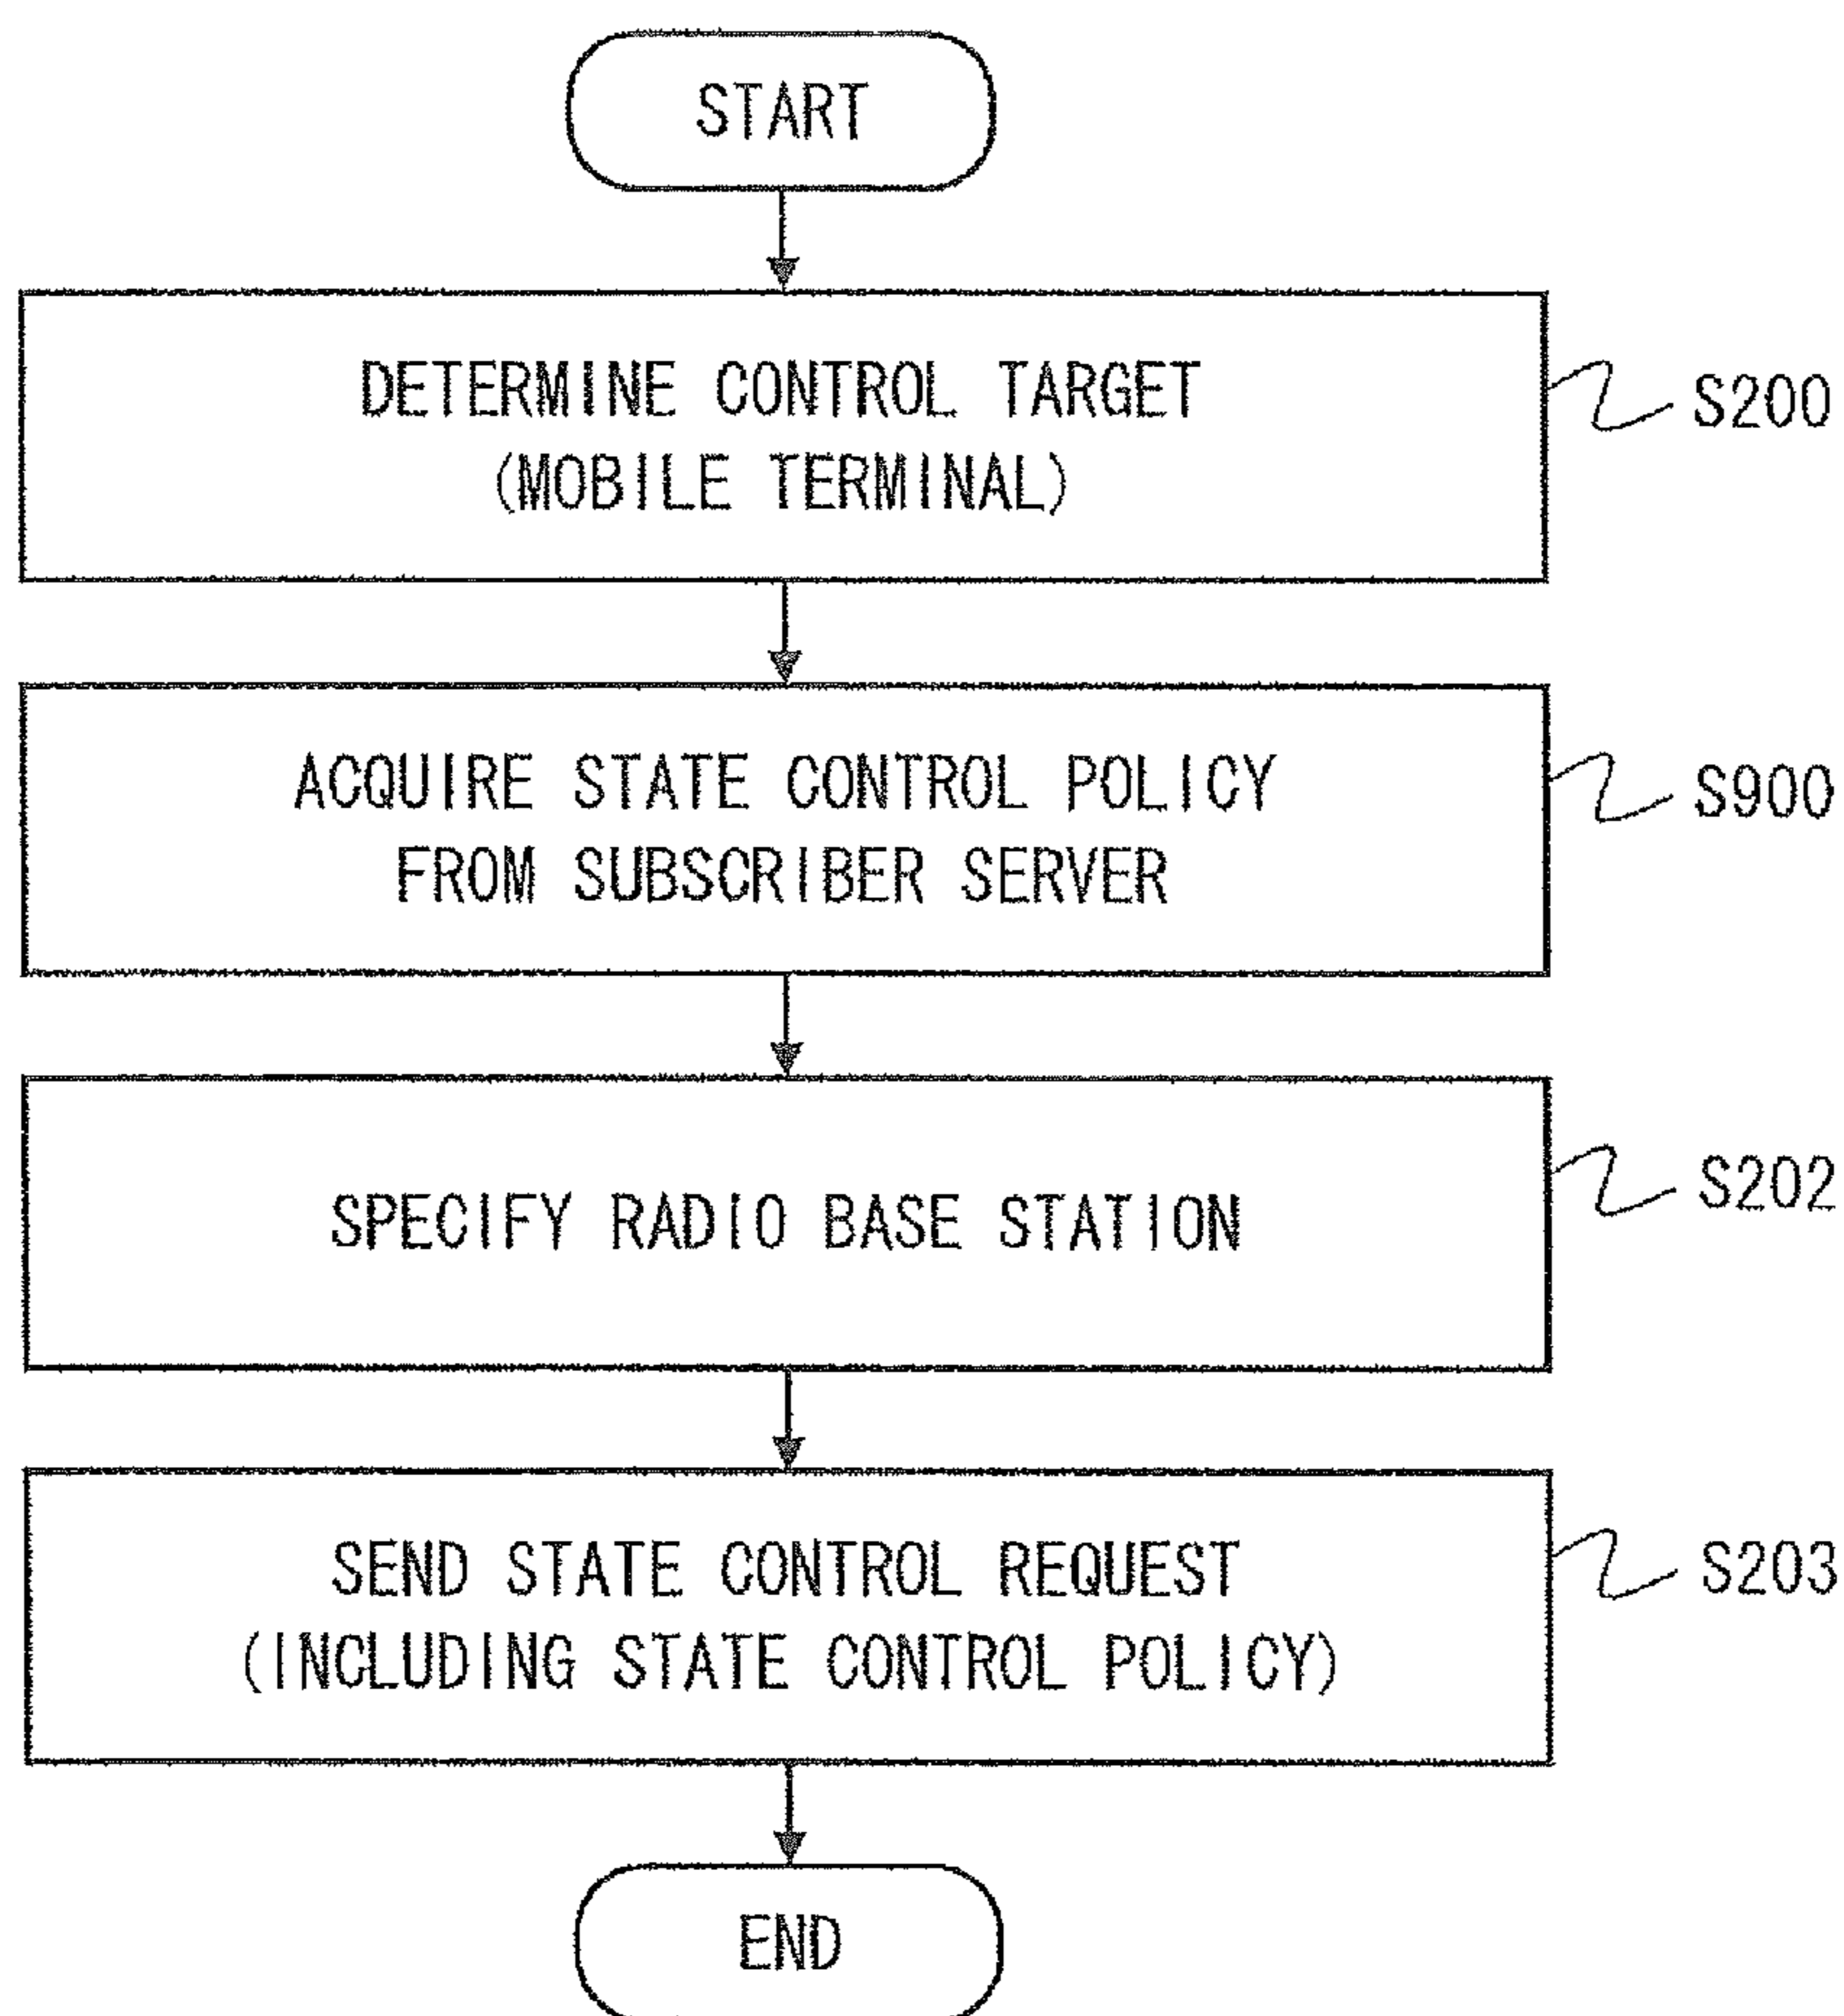 START
DETERMINE CONTROL TARGET
(MOBILE TERMINAL)
S200
ACQUIRE STATE CONTROL POLICY
FROM SUBSCRIBER SERVER
S900
SPECIFY RADIO BASE STATION
S202
SEND STATE CONTROL REQUEST
(INCLUDING STATE CONTROL POLICY)
S203
END